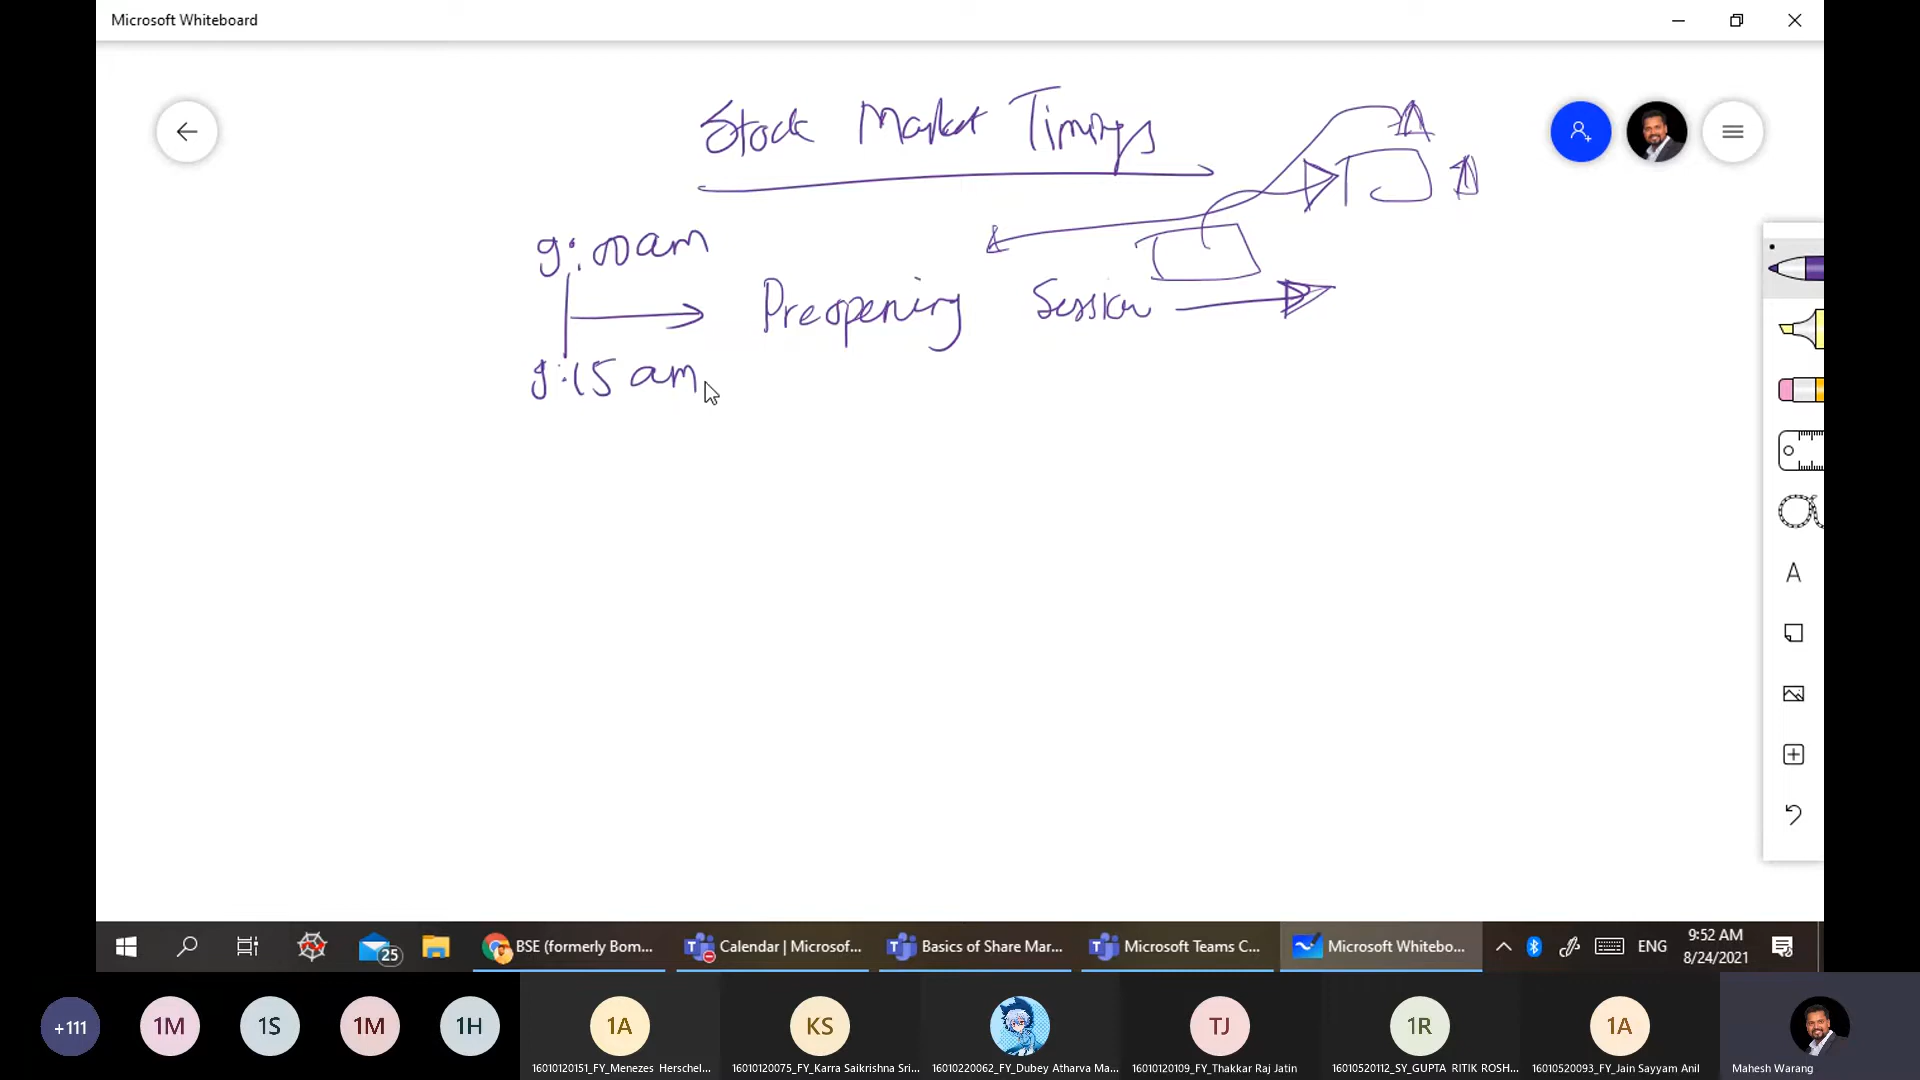 Microsoft Whiteboard
Stock Market Timings
9:00 am
Preopening Session
9:15 am
A
25
BSE (formerly Bom...
Calendar | Microsof...
Basics of Share Mar...
Microsoft Teams C...
Microsoft Whitebo...
ENG
9:52 AM
8/24/2021
+111
1M
1S
1M
1H
1A
KS
TJ
1R
1A
16010120151_FY_Menezes Herschel...
16010120075_FY_Karra Saikrishna Sri...
16010220062_FY_Dubey Atharva Ma...
16010120109_FY_Thakkar Raj Jatin
16010520112_SY_GUPTA RITIK ROSH...
16010520093_FY_Jain Sayyam Anil
Mahesh Warang